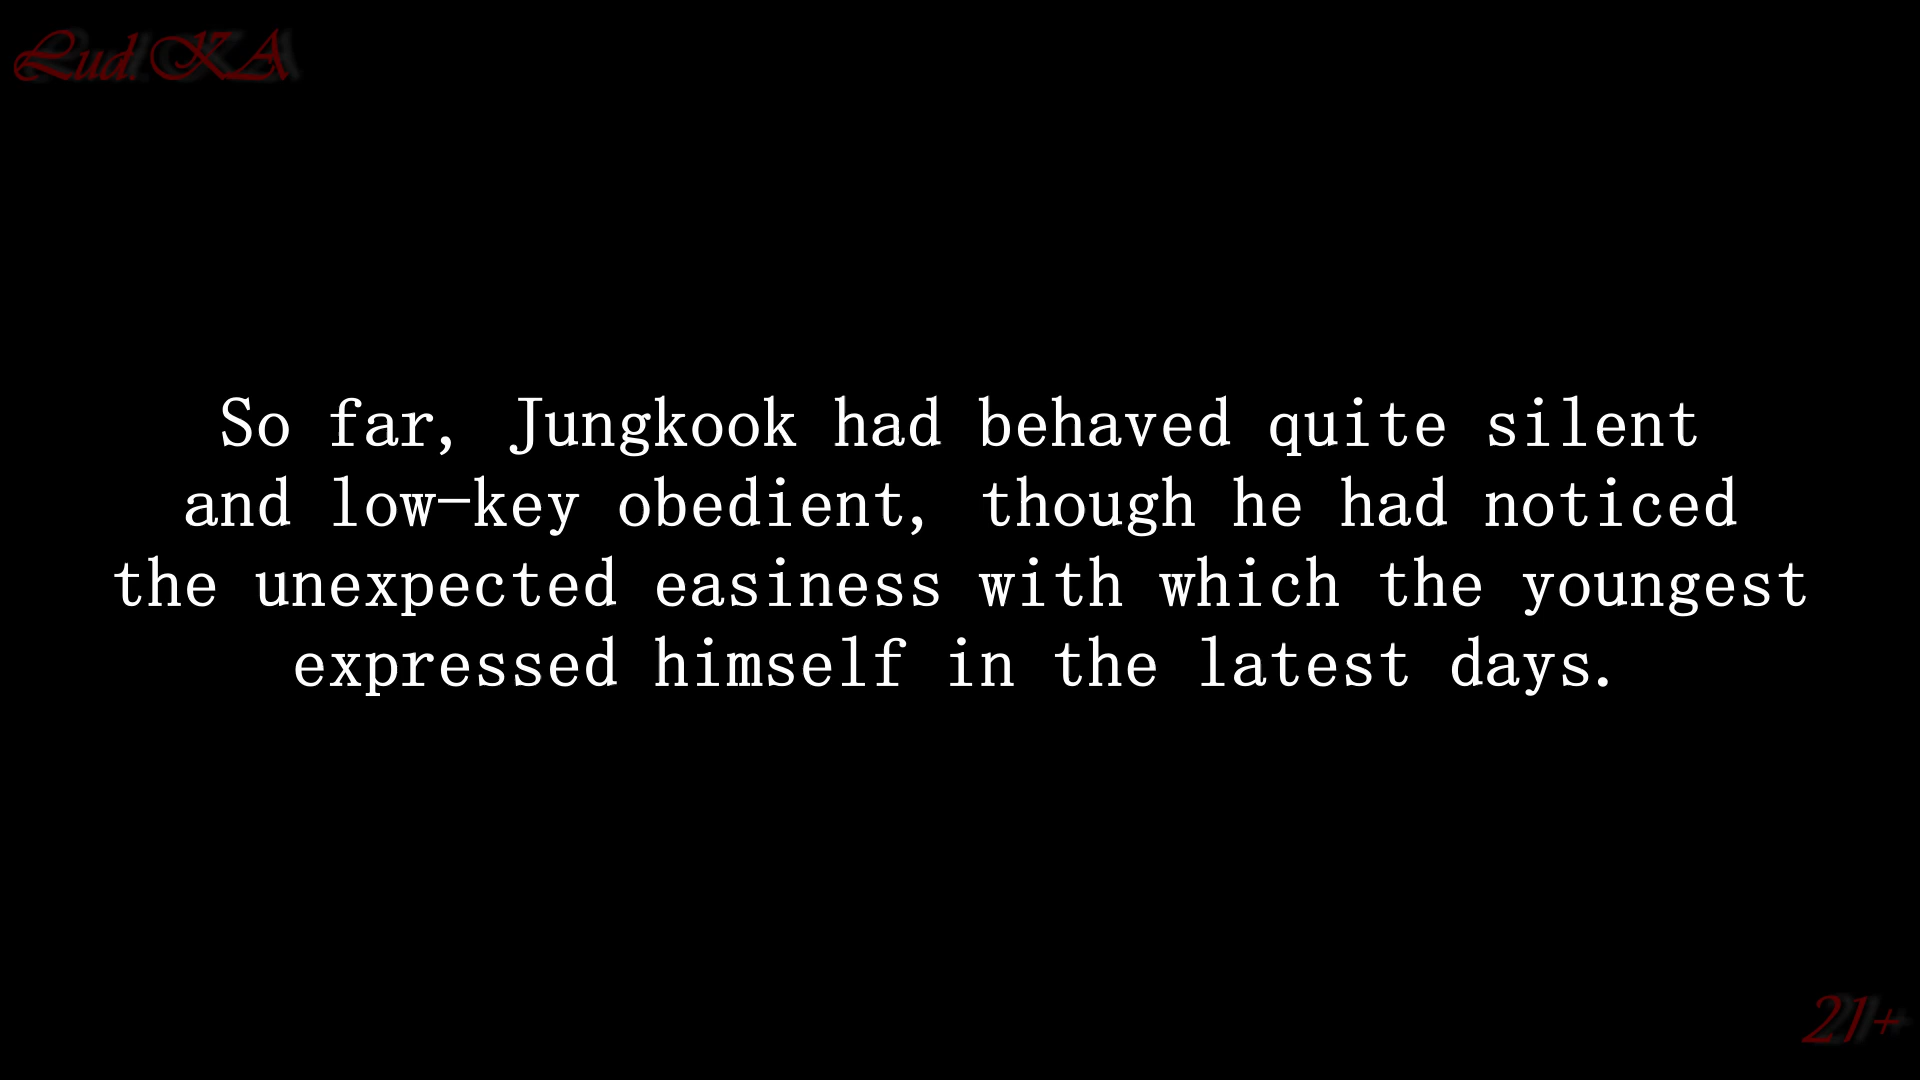 Lud.KA
So far, Jungkook had behaved quite silent
and low-key obedient, though he had noticed
the unexpected easiness with which the youngest
expressed himself in the latest days.
21+